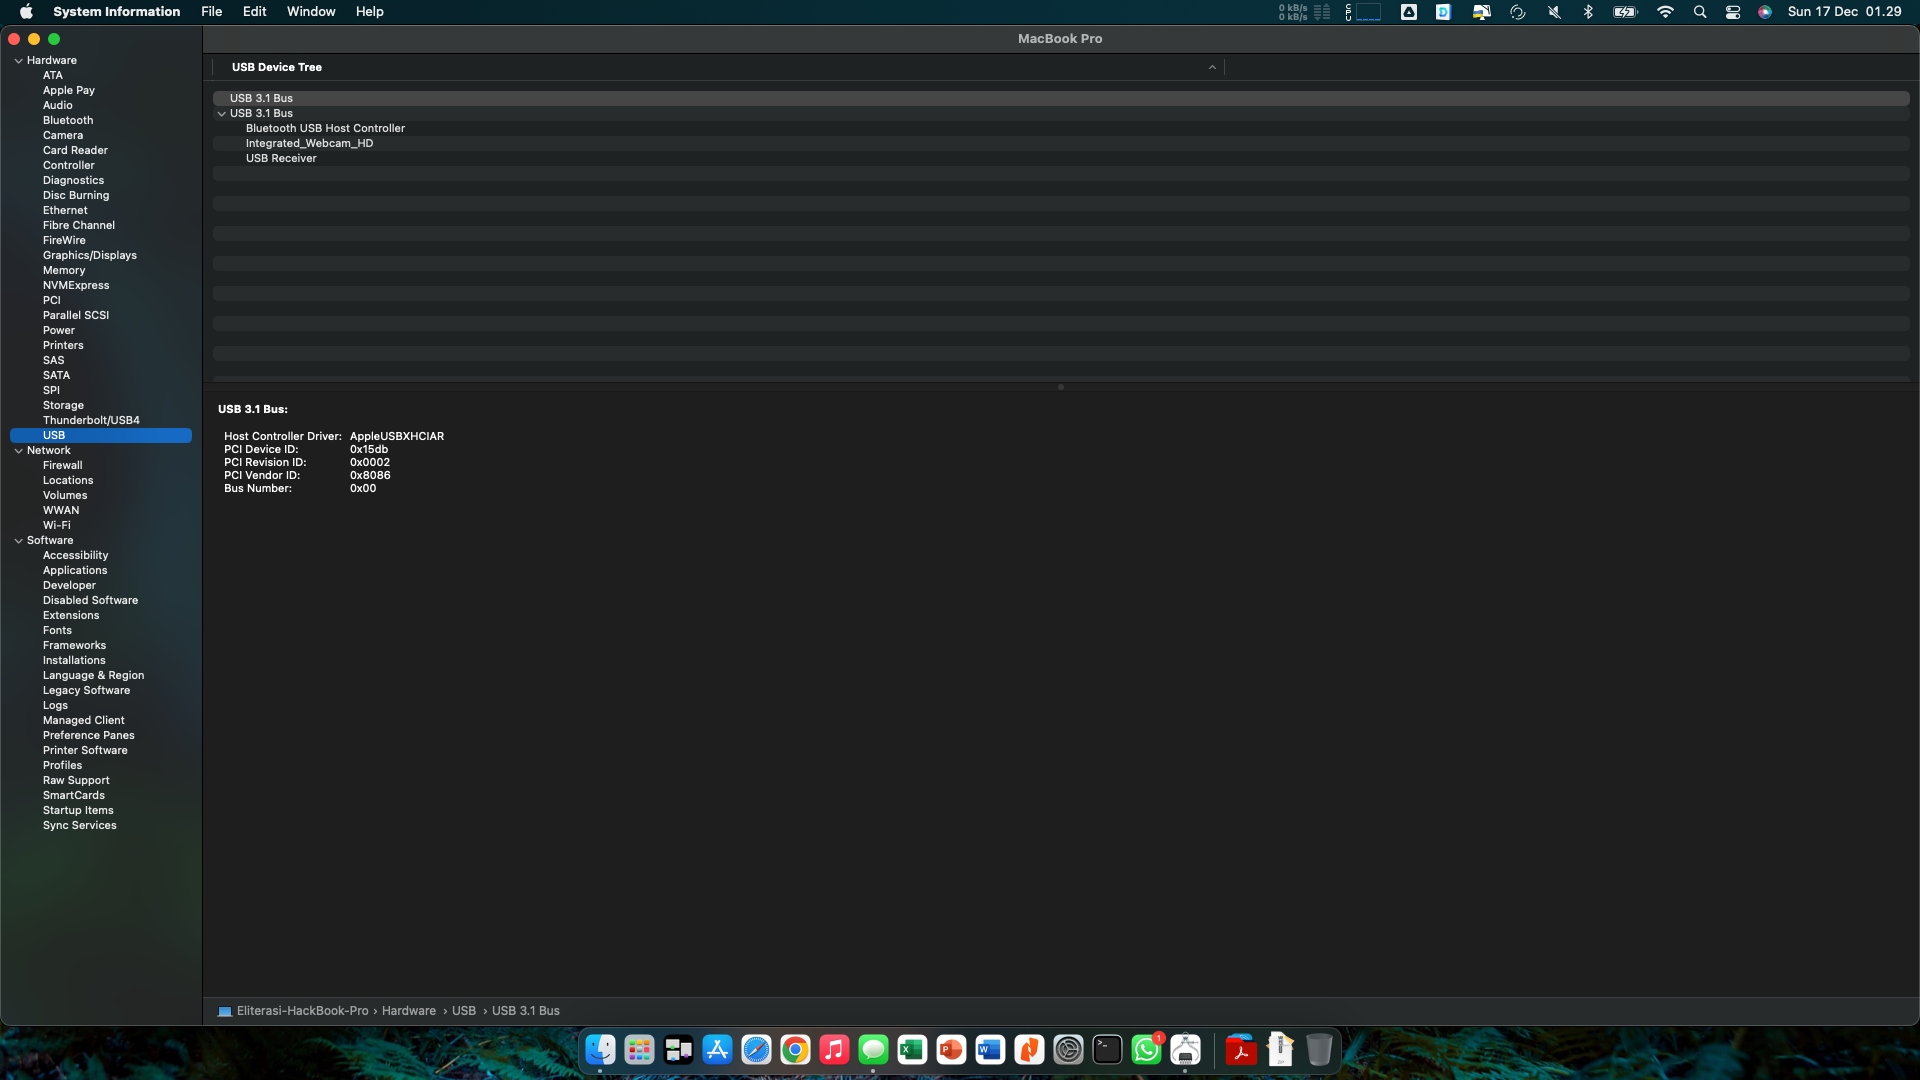 System Information File Edit Window Help
0 kB/s
0 kB/s
CPU
Sun 17 Dec 01.29
MacBook Pro
Hardware
ATA
Apple Pay
Audio
Bluetooth
Camera
Card Reader
Controller
Diagnostics
Disc Burning
Ethernet
Fibre Channel
FireWire
Graphics/Displays
Memory
NVMExpress
PCI
Parallel SCSI
Power
Printers
SAS
SATA
SPI
Storage
Thunderbolt/USB4
USB
Network
Firewall
Locations
Volumes
WWAN
Wi-Fi
Software
Accessibility
Applications
Developer
Disabled Software
Extensions
Fonts
Frameworks
Installations
Language & Region
Legacy Software
Logs
Managed Client
Preference Panes
Printer Software
Profiles
Raw Support
SmartCards
Startup Items
Sync Services
USB Device Tree
USB 3.1 Bus
USB 3.1 Bus
Bluetooth USB Host Controller
Integrated_Webcam_HD
USB Receiver
USB 3.1 Bus:
Host Controller Driver: AppleUSBXHCIAR
PCI Device ID: 0x15db
PCI Revision ID: 0x0002
PCI Vendor ID: 0x8086
Bus Number: 0x00
Eliterasi-HackBook-Pro › Hardware › USB › USB 3.1 Bus
1